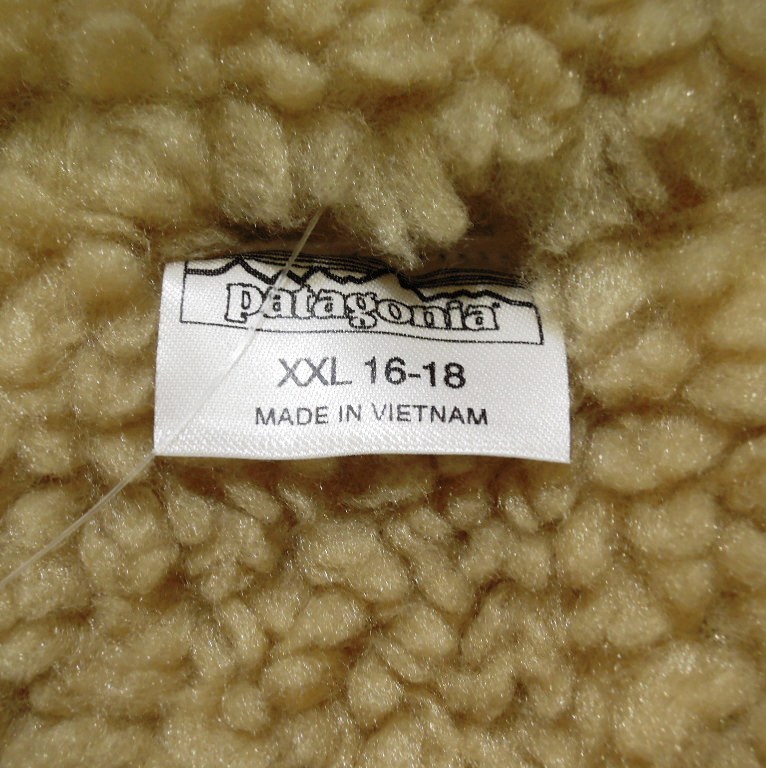 patagonia®
XXL 16-18
MADE IN VIETNAM